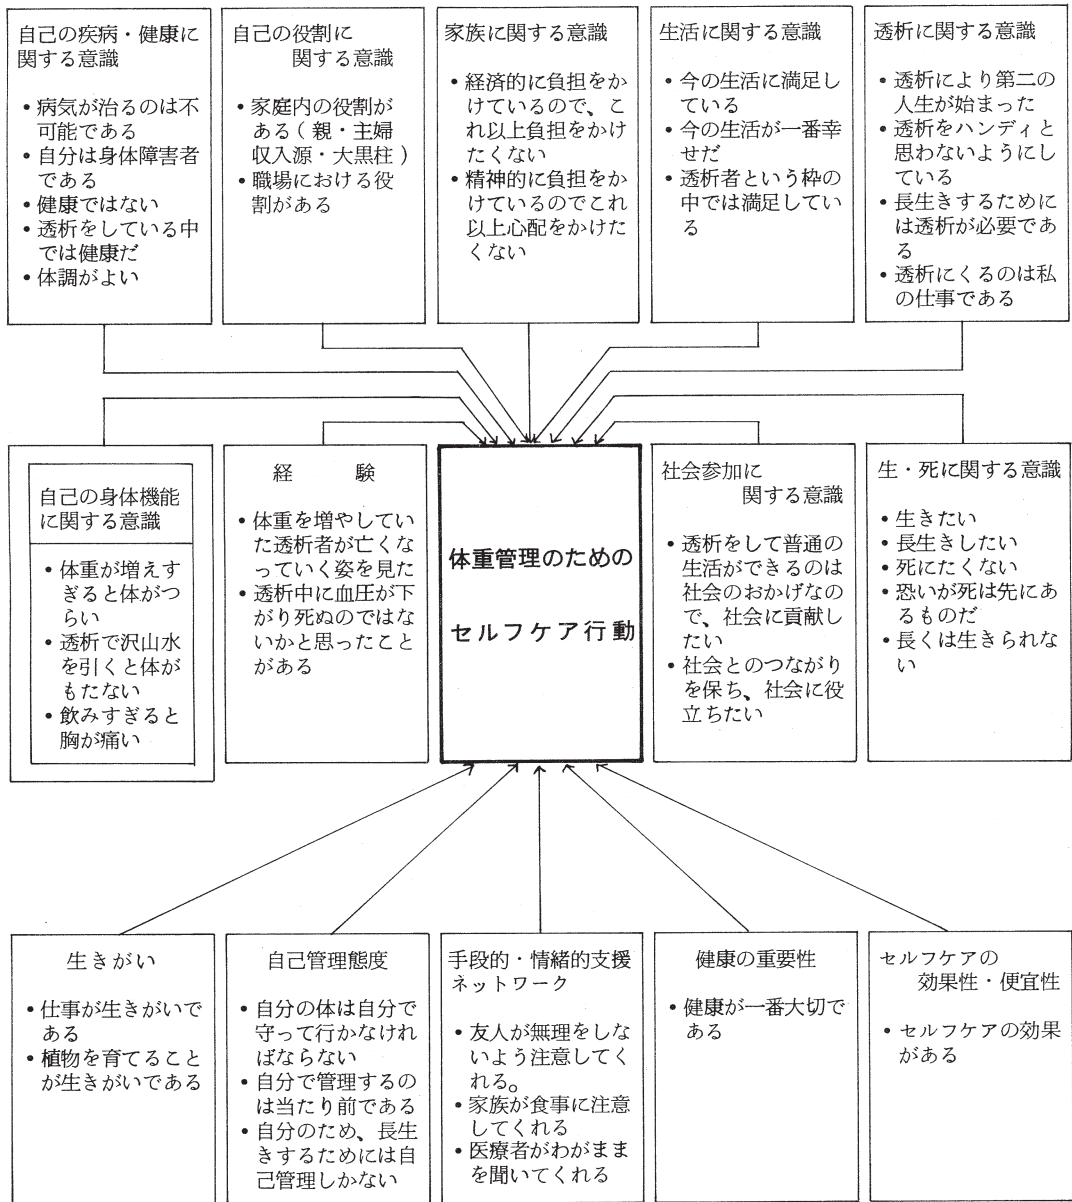 自己の疾病・健康に
関する意識
• 病気が治るのは不
可能である
• 自分は身体障害者
である
• 健康ではない
• 透析をしている中
では健康だ
• 体調がよい
自己の役割に
関する意識
• 家庭内の役割が
ある(親・主婦
収入源・大黒柱)
• 職場における役
割がある
家族に関する意識
• 経済的に負担をか
けているので、こ
れ以上負担をかけ
たくない
• 精神的に負担をか
けているのでこれ
以上心配をかけた
くない
生活に関する意識
• 今の生活に満足し
ている
• 今の生活が一番幸
せだ
• 透析者という枠の
中では満足してい
る
透析に関する意識
• 透析により第二の
人生が始まった
• 透析をハンディと
思わないようにし
ている
• 長生きするために
は透析が必要であ
る
• 透析にくるのは私
の仕事である
自己の身体機能
に関する意識
• 体重が増えす
ぎると体がつ
らい
• 透析で沢山水
を引くと体が
もたない
• 飲みすぎると
胸が痛い
経 験
• 体重を増やしてい
た透析者が亡くな
っていく姿を見た
• 透析中に血圧が下
がり死ぬのではな
いかと思ったこと
がある
体重管理のための
セルフケア行動
社会参加に
関する意識
• 透析をして普通の
生活ができるのは
社会のおかげなの
で、社会に貢献し
たい
• 社会とのつながり
を保ち、社会に役
立ちたい
生・死に関する意識
• 生きたい
• 長生きしたい
• 死にたくない
• 恐いが死は先にあ
るものだ
• 長くは生きられな
い
生きがい
• 仕事が生きがいで
ある
• 植物を育てること
が生きがいである
自己管理態度
• 自分の体は自分で
守って行かなけれ
ばならない
• 自分で管理するの
は当たり前である
• 自分のため、長生
きするためには自
己管理しかない
手段的・情緒的支援
ネットワーク
• 友人が無理をしな
いよう注意してく
れる。
• 家族が食事に注意
してくれる
• 医療者がわがまま
を聞いてくれる
健康の重要性
• 健康が一番大切で
ある
セルフケアの
効果性・便宜性
• セルフケアの効果
がある